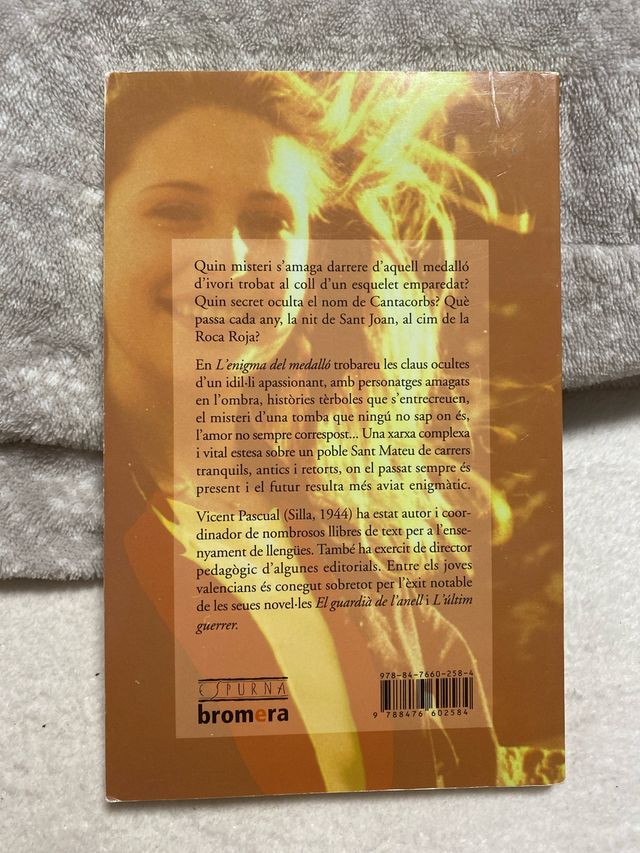 Quin misteri s'amaga darrere d'aquell medalló
d'ivori trobat al coll d'un esquelet emparedat?
Quin secret oculta el nom de Cantacorbs? Què
passa cada any, la nit de Sant Joan, al cim de la
Roca Roja?
En L'enigma del medalló trobareu les claus ocultes
d'un idil·li apassionant, amb personatges amagats
en l'ombra, històries tèrboles que s'entrecreuen,
el misteri d'una tomba que ningú no sap on és,
l'amor no sempre correspost... Una xarxa complexa
i vital estesa sobre un poble Sant Mateu de carrers
tranquils, antics i retorts, on el passat sempre és
present i el futur resulta més aviat enigmàtic.
Vicent Pascual (Silla, 1944) ha estat autor i coor-
dinador de nombrosos llibres de text per a l'ense-
nyament de llengües. També ha exercit de director
pedagògic d'algunes editorials. Entre els joves
valencians és conegut sobretot per l'èxit notable
de les seues novel·les El guardià de l'anell i L'últim
guerrer.
ESPURNA
bromera
978-84-7660-258-4
9 788476 602584